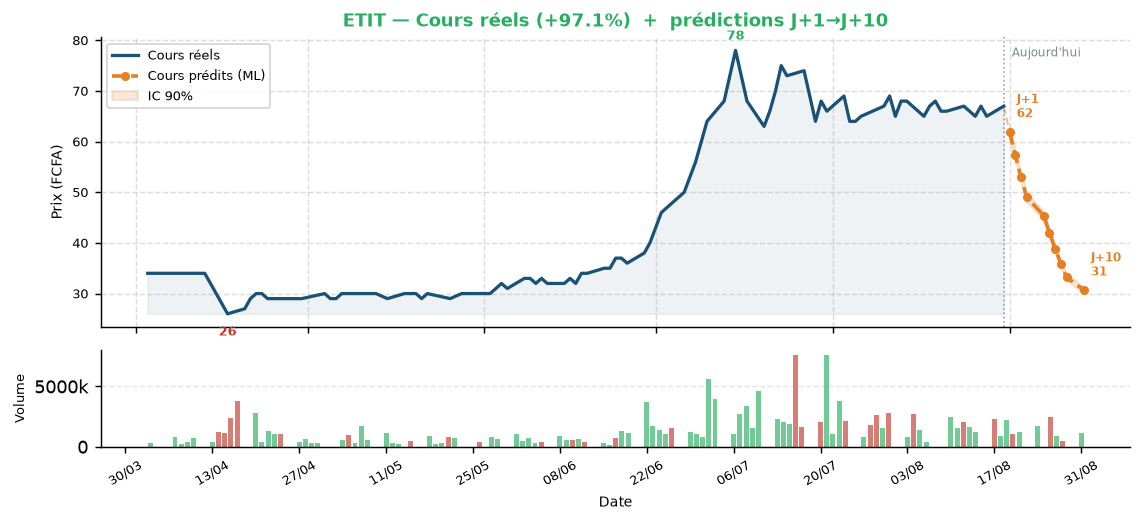 ETIT — Cours réels (+97.1%)  +  prédictions J+1→J+10
78
Cours réels
Cours prédits (ML)
IC 90%
Aujourd'hui
J+1
62
J+10
31
26
Prix (FCFA)
80
70
60
50
40
30
Volume
5000k
0
30/03
13/04
27/04
11/05
25/05
08/06
22/06
06/07
20/07
03/08
17/08
31/08
Date